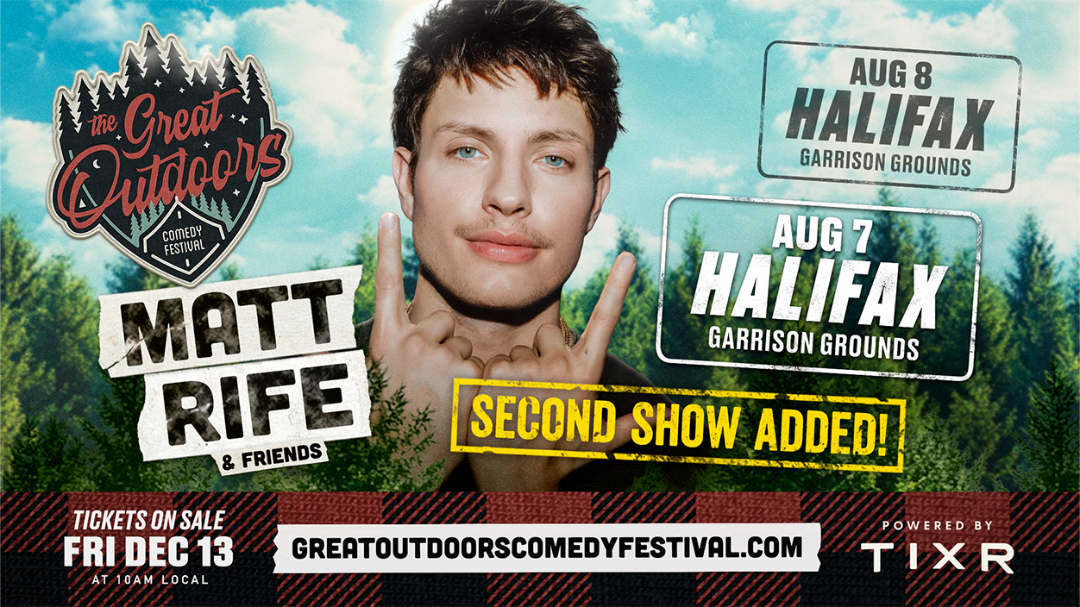 the Great
Outdoors
COMEDY
FESTIVAL
MATT
RIFE
& FRIENDS
AUG 8
HALIFAX
GARRISON GROUNDS
AUG 7
HALIFAX
GARRISON GROUNDS
SECOND SHOW ADDED!
TICKETS ON SALE
FRI DEC 13
AT 10AM LOCAL
GREATOUTDOORSCOMEDYFESTIVAL.COM
POWERED BY
TIXR